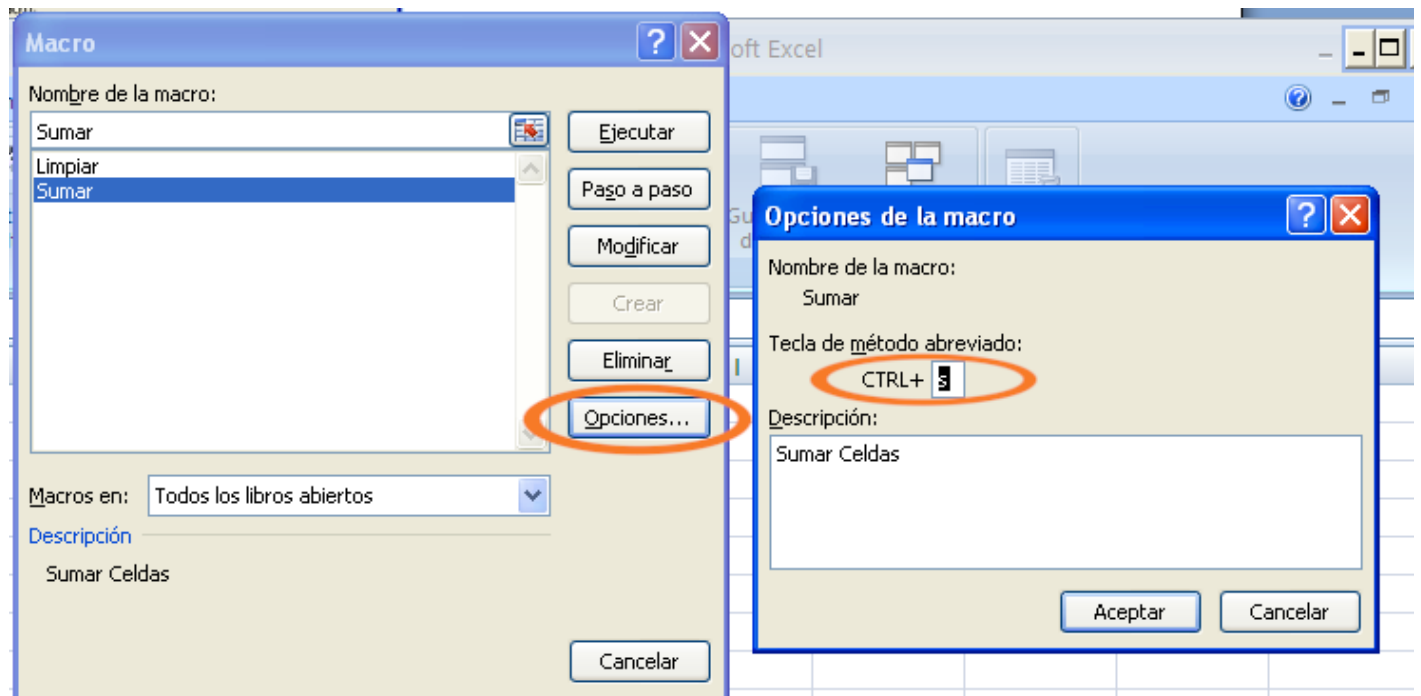 Macro
oft Excel
Nombre de la macro:
Sumar
Limpiar
Sumar
Ejecutar
Paso a paso
Modificar
Crear
Eliminar
Opciones...
Macros en: Todos los libros abiertos
Descripción
Sumar Celdas
Cancelar
Gu
d
Opciones de la macro
Nombre de la macro:
Sumar
Tecla de método abreviado:
CTRL+ s
Descripción:
Sumar Celdas
Aceptar Cancelar